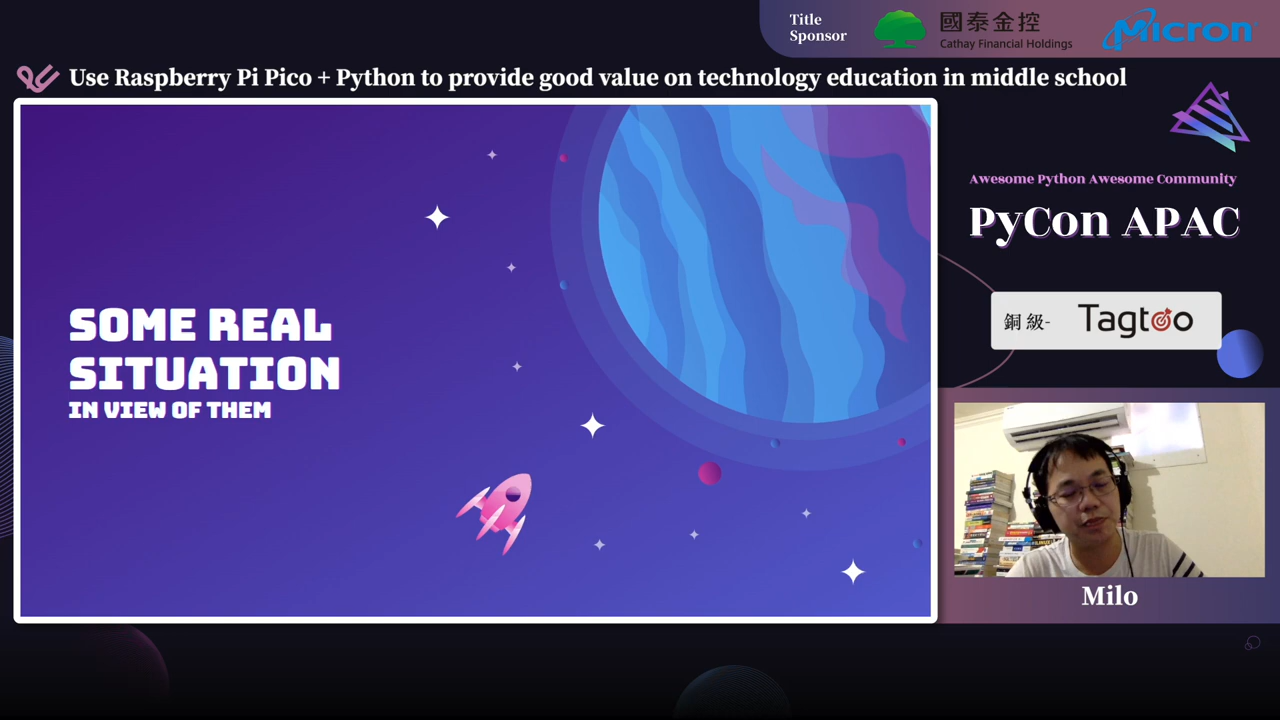 Title
Sponsor
國泰金控
Cathay Financial Holdings
Micron
Use Raspberry Pi Pico + Python to provide good value on technology education in middle school
SOME REAL
SITUATION
IN VIEW OF THEM
Awesome Python Awesome Community
PyCon APAC
銅級- Tagtoo
Milo